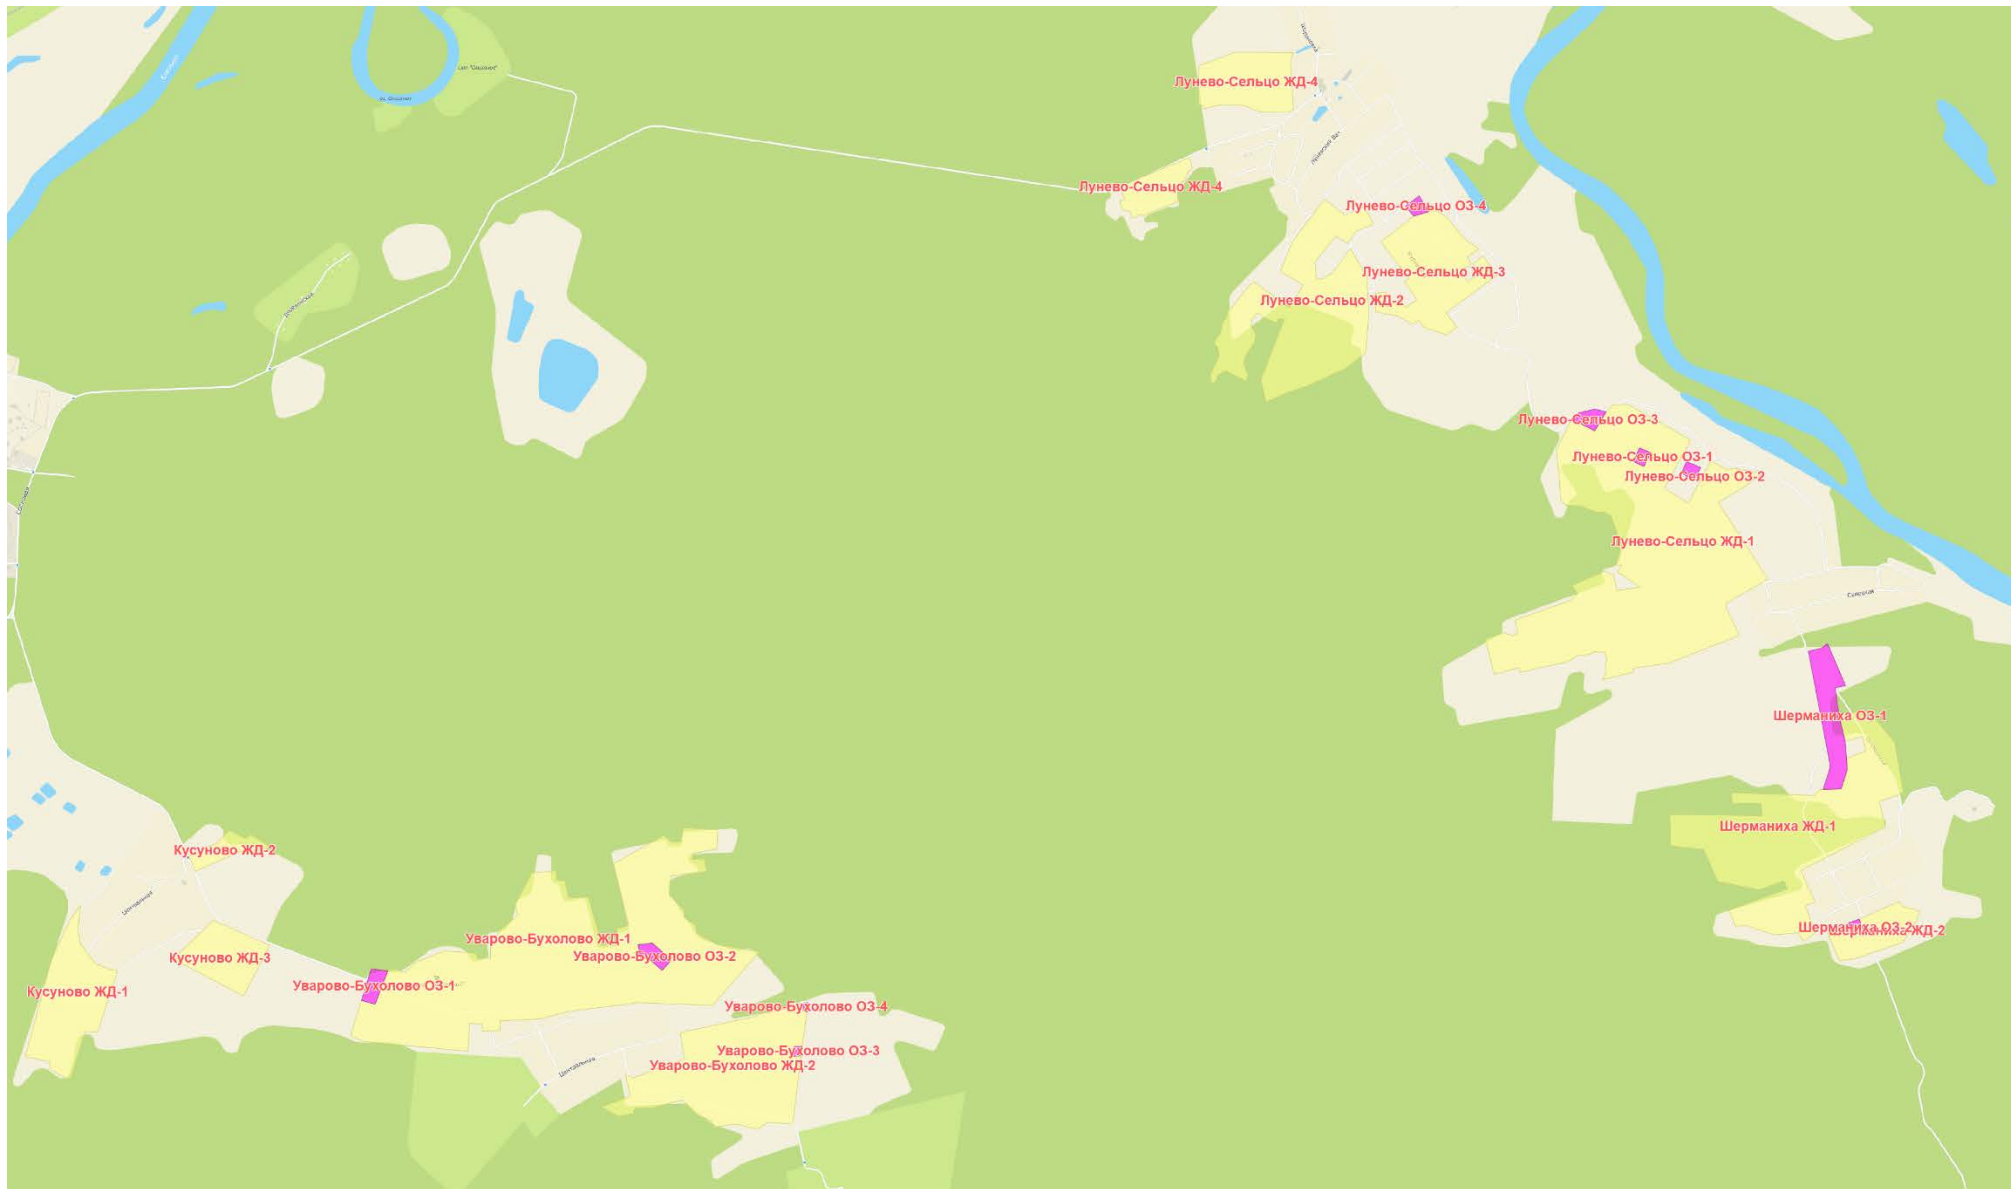 Лунево-Сельцо ЖД-4
Лунево-Сельцо ЖД-4
Лунево-Сельцо ОЗ-4
Лунево-Сельцо ЖД-3
Лунево-Сельцо ЖД-2
Лунево-Сельцо ОЗ-3
Лунево-Сельцо ОЗ-1
Лунево-Сельцо ОЗ-2
Лунево-Сельцо ЖД-1
Северная
Шерманиха ОЗ-1
Шерманиха ЖД-1
Кусуново ЖД-2
Центральная
Шерманиха ОЗ-2
Шерманиха ЖД-2
Уварово-Бухолово ЖД-1
Уварово-Бухолово ОЗ-2
Кусуново ЖД-3
Уварово-Бухолово ОЗ-1
Кусуново ЖД-1
Уварово-Бухолово ОЗ-4
Уварово-Бухолово ОЗ-3
Уварово-Бухолово ЖД-2
Центральная